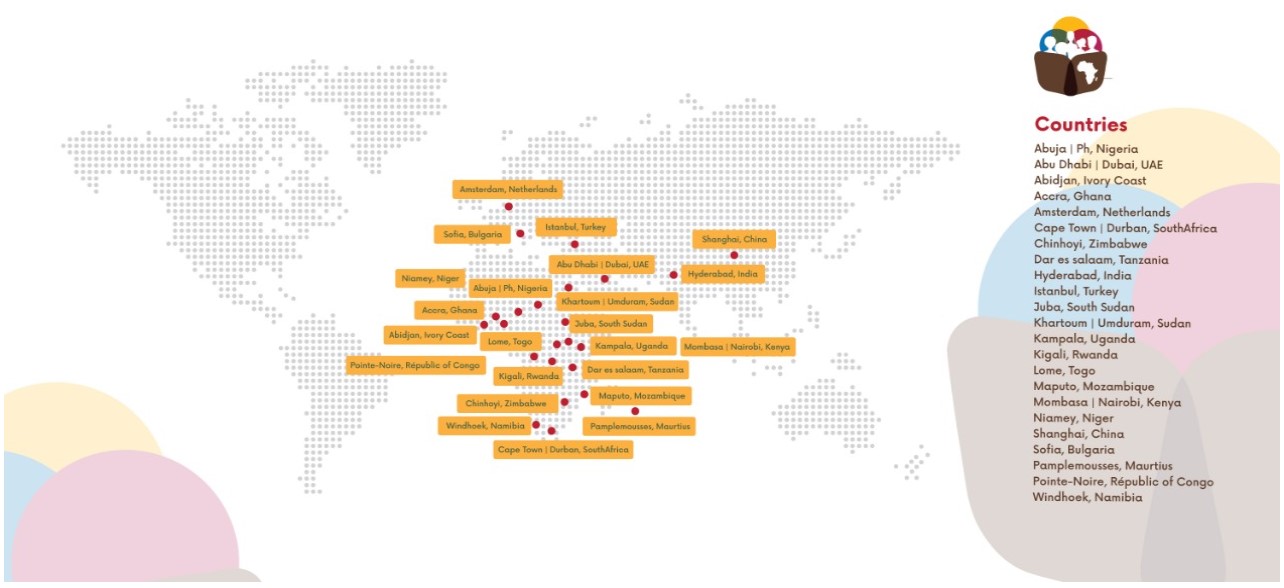 Amsterdam, Netherlands
Sofia, Bulgaria
Istanbul, Turkey
Shanghai, China
Abu Dhabi | Dubai, UAE
Hyderabad, India
Niamey, Niger
Abuja | Ph, Nigeria
Khartoum | Umduram, Sudan
Accra, Ghana
Juba, South Sudan
Abidjan, Ivory Coast
Lome, Togo
Kampala, Uganda
Mombasa | Nairobi, Kenya
Pointe-Noire, Républic of Congo
Kigali, Rwanda
Dar es salaam, Tanzania
Chinhoyi, Zimbabwe
Maputo, Mozambique
Windhoek, Namibia
Pamplemousses, Maurtius
Cape Town | Durban, SouthAfrica
Countries
Abuja | Ph, Nigeria
Abu Dhabi | Dubai, UAE
Abidjan, Ivory Coast
Accra, Ghana
Amsterdam, Netherlands
Cape Town | Durban, SouthAfrica
Chinhoyi, Zimbabwe
Dar es salaam, Tanzania
Hyderabad, India
Istanbul, Turkey
Juba, South Sudan
Khartoum | Umduram, Sudan
Kampala, Uganda
Kigali, Rwanda
Lome, Togo
Maputo, Mozambique
Mombasa | Nairobi, Kenya
Niamey, Niger
Shanghai, China
Sofia, Bulgaria
Pamplemousses, Maurtius
Pointe-Noire, Républic of Congo
Windhoek, Namibia